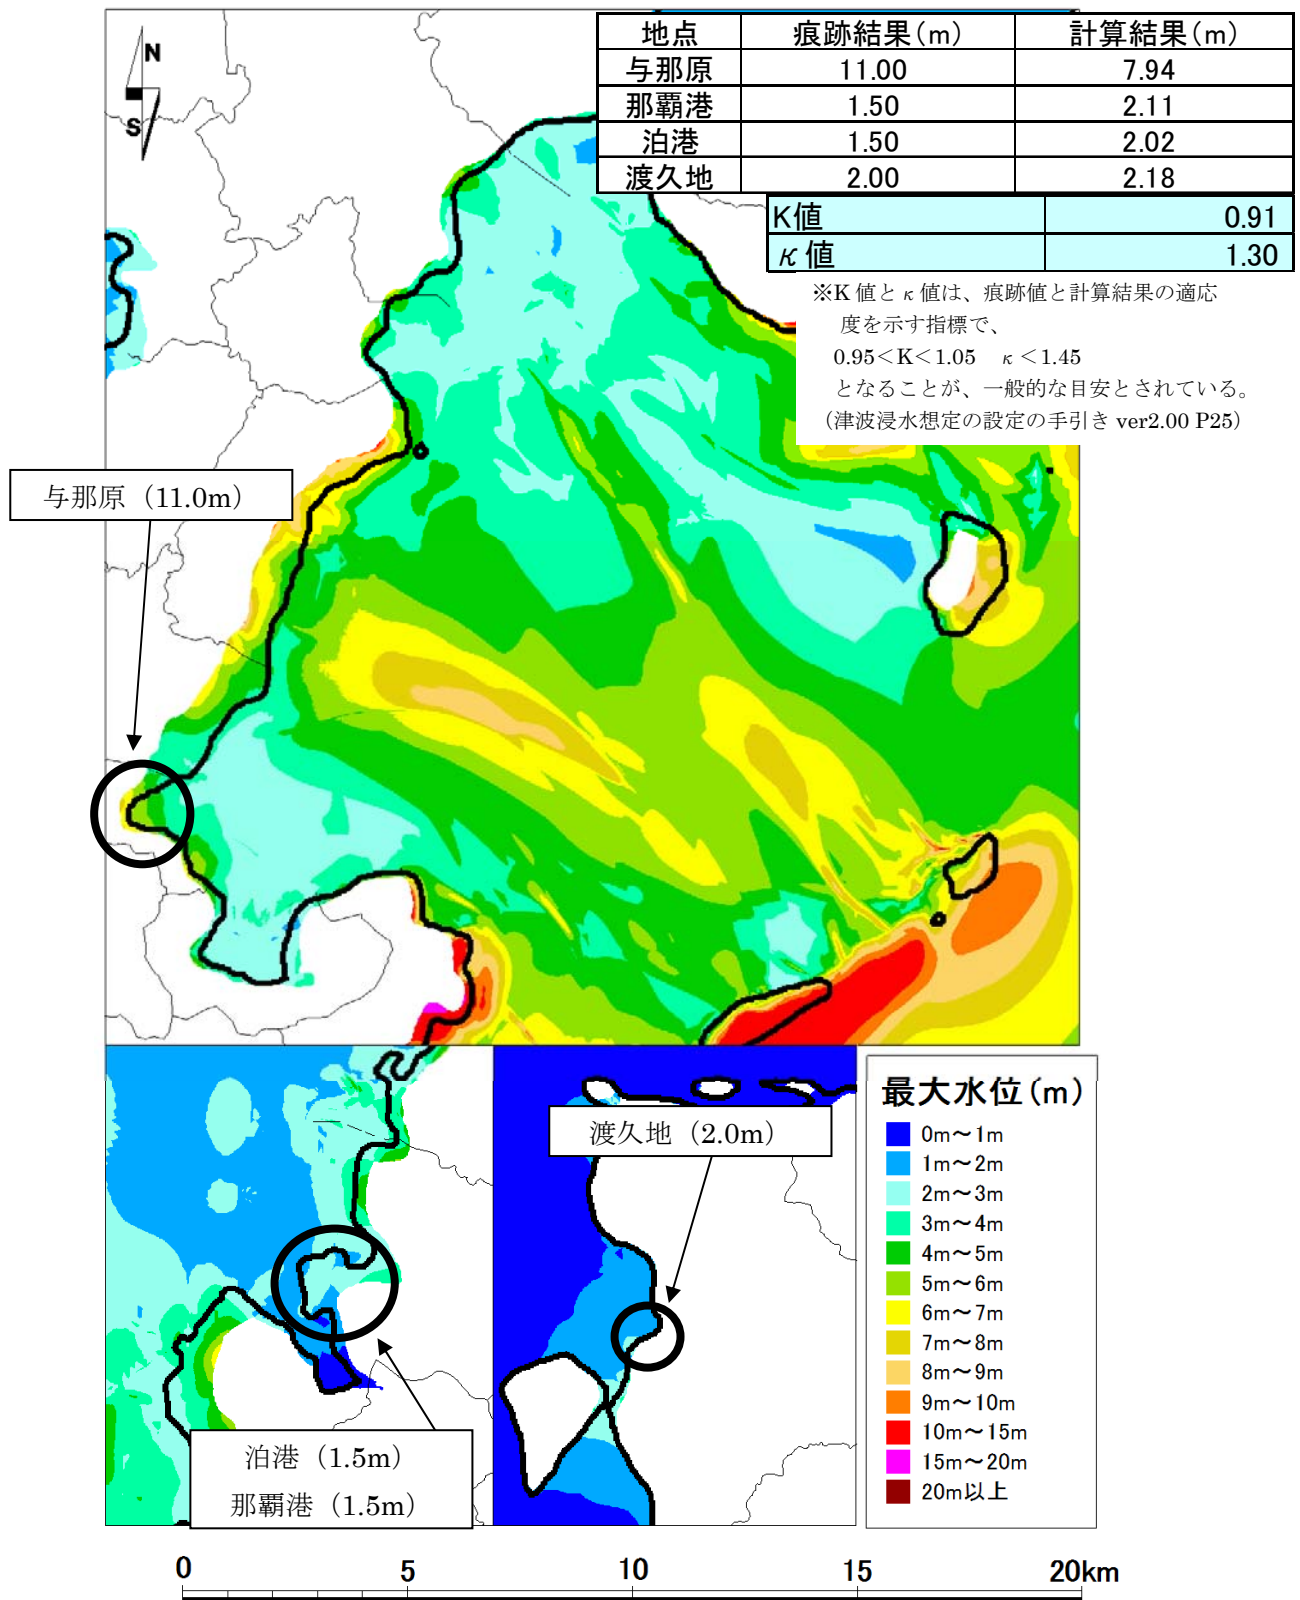 N
S
地点 痕跡結果(m) 計算結果(m)
与那原 11.00 7.94
那覇港 1.50 2.11
泊港 1.50 2.02
渡久地 2.00 2.18
K値 0.91
κ値 1.30
※K 値と κ 値は、痕跡値と計算結果の適応
度を示す指標で、
0.95<K<1.05 κ<1.45
となることが、一般的な目安とされている。
（津波浸水想定の設定の手引き ver2.00 P25）
与那原（11.0m）
渡久地（2.0m）
泊港（1.5m）
那覇港（1.5m）
最大水位(m)
0m～1m
1m～2m
2m～3m
3m～4m
4m～5m
5m～6m
6m～7m
7m～8m
8m～9m
9m～10m
10m～15m
15m～20m
20m以上
0 5 10 15 20km